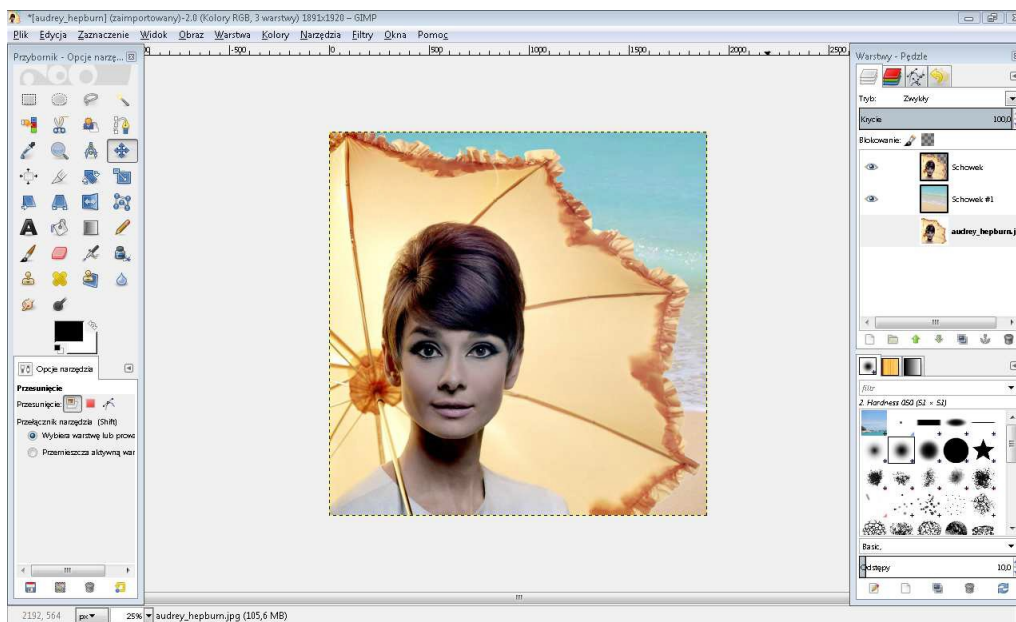 *[audrey_hepburn] (zaimportowany)-2.0 (Kolory RGB, 3 warstwy) 1891x1920 – GIMP
Plik Edycja Zaznaczenie Widok Obraz Warstwa Kolory Narzędzia Filtry Okna Pomoc
Przybornik - Opcje narzę...
-500 0 500 1000 1500 2000 2500
Opcje narzędzia
Przesunięcie
Przesunięcie:
Przełącznik narzędzia (Shift)
Wybiera warstwę lub prowa
Przemieszcza aktywną war
Warstwy - Pędzle
Tryb: Zwykły
Krycie 100,0
Blokowanie:
Schowek
Schowek #1
audrey_hepburn.j
filtr
2. Hardness 050 (51 × 51)
Basic,
Odstępy 10,0
2192, 564 px 25% audrey_hepburn.jpg (105,6 MB)